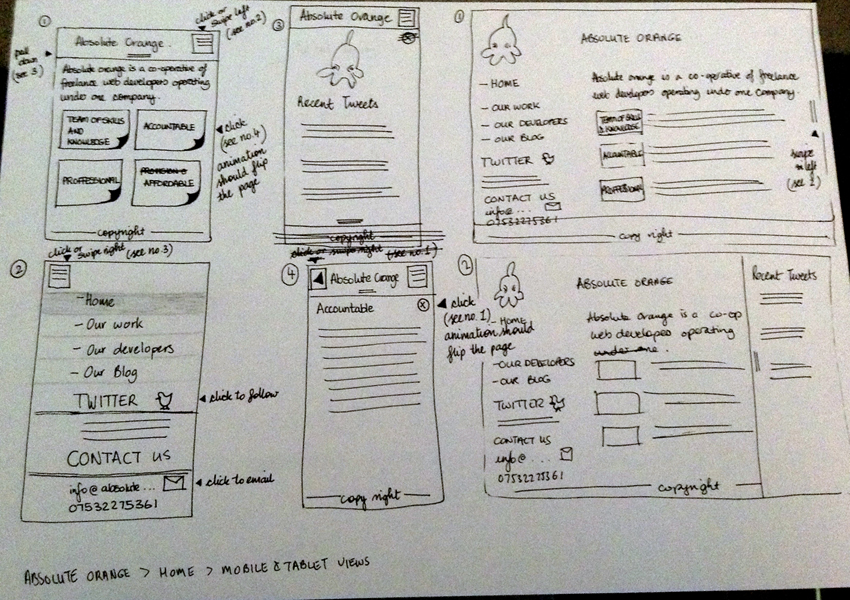 ①
click or
swipe left
(see no.2)
pull
down
(see 3)
Absolute Orange.
Absolute orange is a co-operative of
freelance web developers operating
under one company.
TEAM OF SKILLS
AND
KNOWLEDGE
ACCOUNTABLE
PROFESSIONAL
AFFORDABLE
click
(see no.4)
animation
should flip
the page
copyright
③
Absolute Orange
Recent Tweets
copyright
click or swipe right (see no.1)
①
ABSOLUTE ORANGE
- HOME
- OUR WORK
- OUR DEVELOPERS
- OUR BLOG
TWITTER
CONTACT US
info@...
07532275361
Absolute orange is a co-operative of freelance
web developers operating under one Company.
TEAM OF SKILLS
& KNOWLEDGE
ACCOUNTABLE
PROFESSIONAL
swipe
left
copy right
②
click or
swipe right (see no.3)
- Home
- Our work
- Our developers
- Our Blog
TWITTER
click to follow
CONTACT US
info@absolute...
07532275361
click to email
④
Absolute Orange
Accountable
click
(see no.1)
animation should
flip the page
copy right
2
ABSOLUTE ORANGE
- HOME
- OUR DEVELOPERS
- OUR BLOG
TWITTER
CONTACT US
info@....
07532275361
Absolute orange is a co-op
web developers operating
under one.
Recent Tweets
copyright
ABSOLUTE ORANGE > HOME > MOBILE & TABLET VIEWS